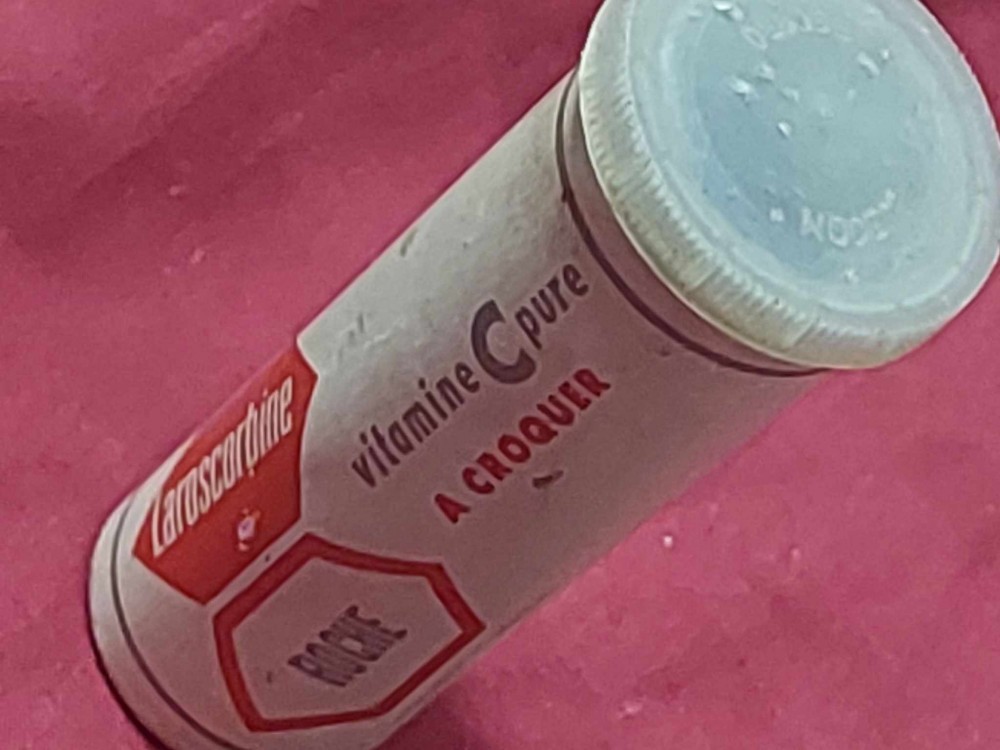 Laroscorbine
vitamine C pure
A CROQUER
ROCHE